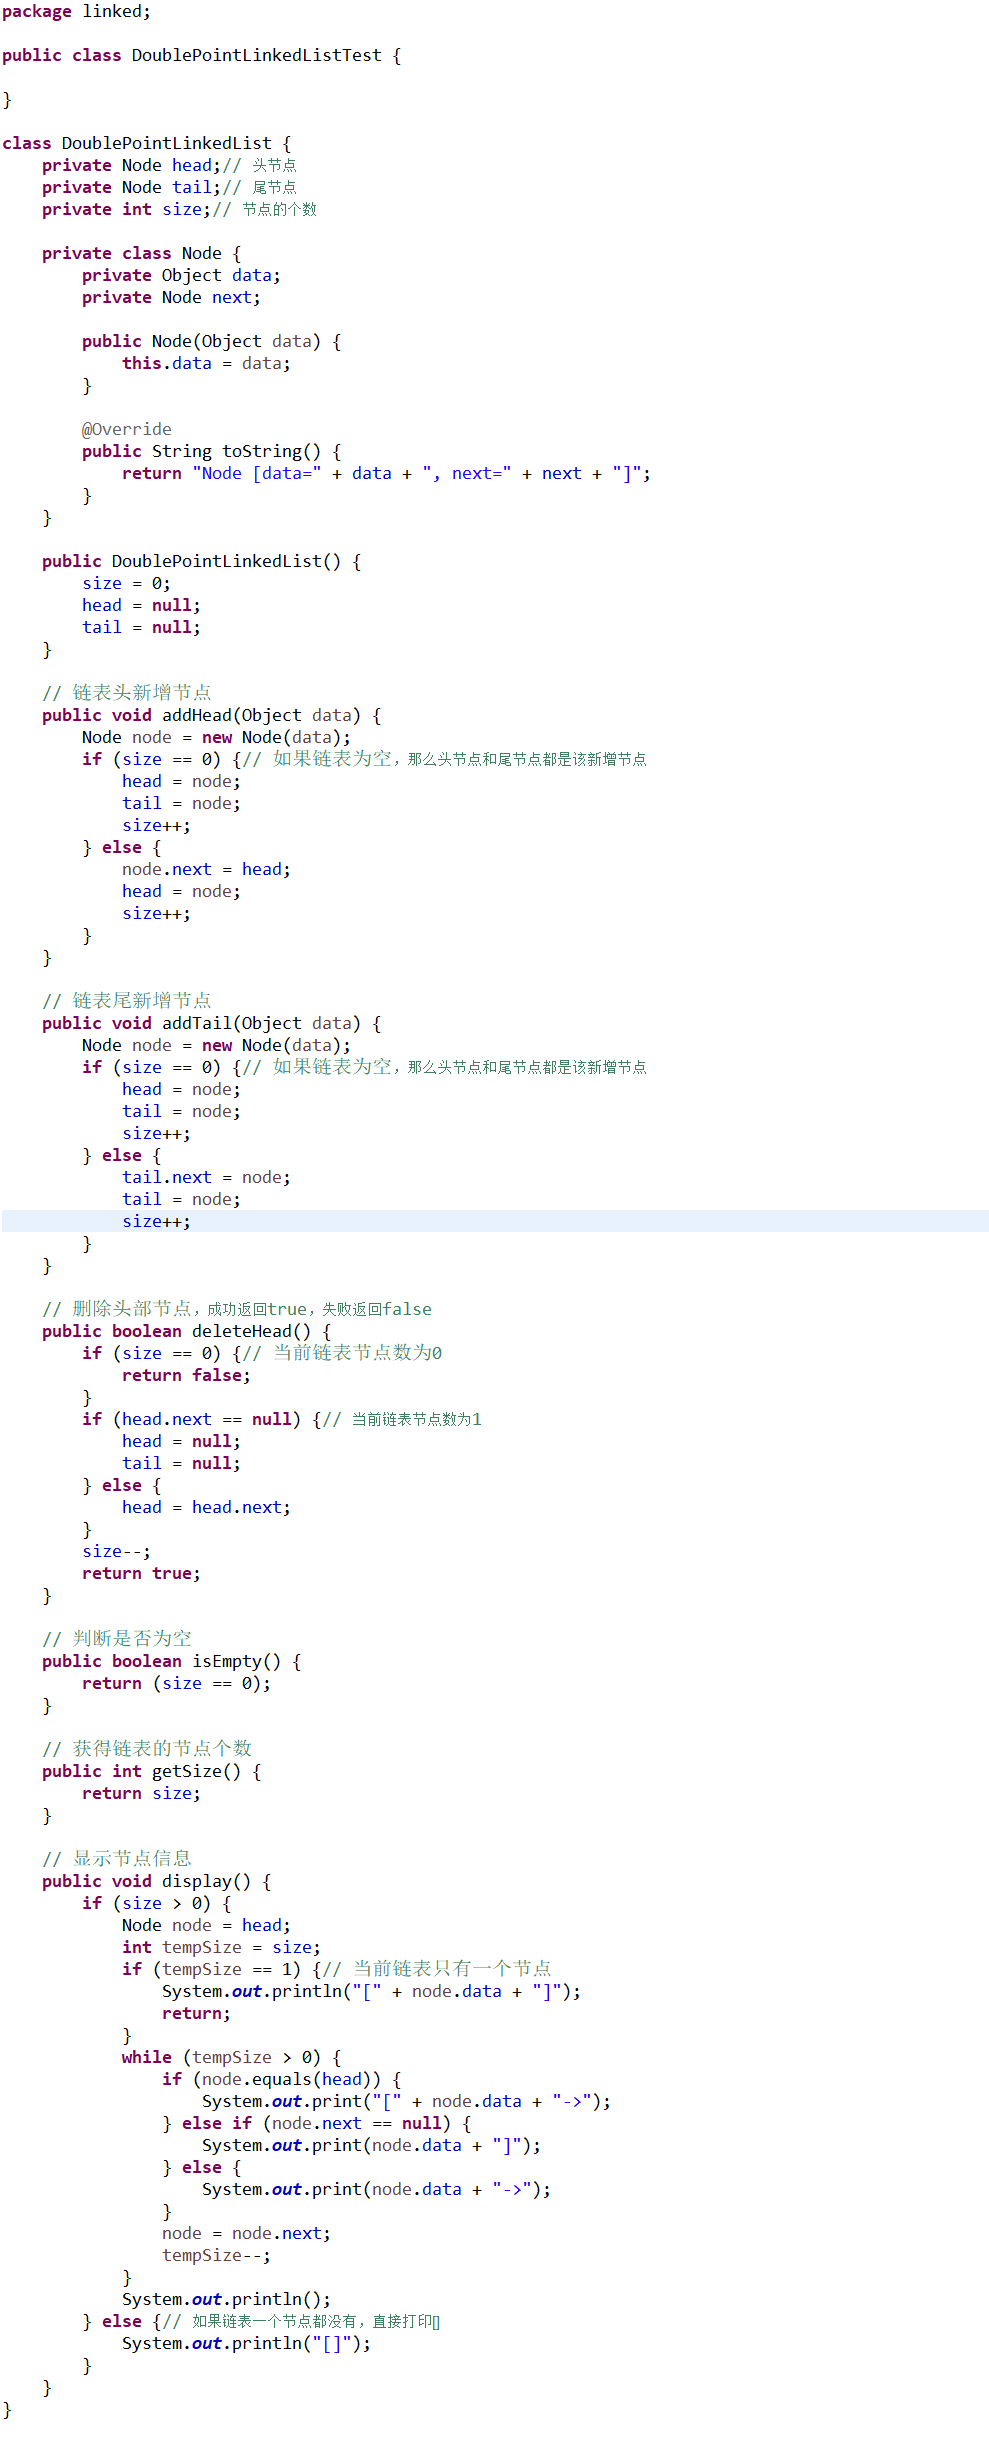 package linked;
public class DoublePointLinkedListTest {
}
class DoublePointLinkedList {
    private Node head;// 头节点
    private Node tail;// 尾节点
    private int size;// 节点的个数
    private class Node {
        private Object data;
        private Node next;
        public Node(Object data) {
            this.data = data;
        }
        @Override
        public String toString() {
            return "Node [data=" + data + ", next=" + next + "]";
        }
    }
    public DoublePointLinkedList() {
        size = 0;
        head = null;
        tail = null;
    }
    // 链表头新增节点
    public void addHead(Object data) {
        Node node = new Node(data);
        if (size == 0) {// 如果链表为空，那么头节点和尾节点都是该新增节点
            head = node;
            tail = node;
            size++;
        } else {
            node.next = head;
            head = node;
            size++;
        }
    }
    // 链表尾新增节点
    public void addTail(Object data) {
        Node node = new Node(data);
        if (size == 0) {// 如果链表为空，那么头节点和尾节点都是该新增节点
            head = node;
            tail = node;
            size++;
        } else {
            tail.next = node;
            tail = node;
            size++;
        }
    }
    // 删除头部节点，成功返回true，失败返回false
    public boolean deleteHead() {
        if (size == 0) {// 当前链表节点数为0
            return false;
        }
        if (head.next == null) {// 当前链表节点数为1
            head = null;
            tail = null;
        } else {
            head = head.next;
        }
        size--;
        return true;
    }
    // 判断是否为空
    public boolean isEmpty() {
        return (size == 0);
    }
    // 获得链表的节点个数
    public int getSize() {
        return size;
    }
    // 显示节点信息
    public void display() {
        if (size > 0) {
            Node node = head;
            int tempSize = size;
            if (tempSize == 1) {// 当前链表只有一个节点
                System.out.println("[" + node.data + "]");
                return;
            }
            while (tempSize > 0) {
                if (node.equals(head)) {
                    System.out.print("[" + node.data + "->");
                } else if (node.next == null) {
                    System.out.print(node.data + "]");
                } else {
                    System.out.print(node.data + "->");
                }
                node = node.next;
                tempSize--;
            }
            System.out.println();
        } else {// 如果链表一个节点都没有，直接打印[]
            System.out.println("[]");
        }
    }
}